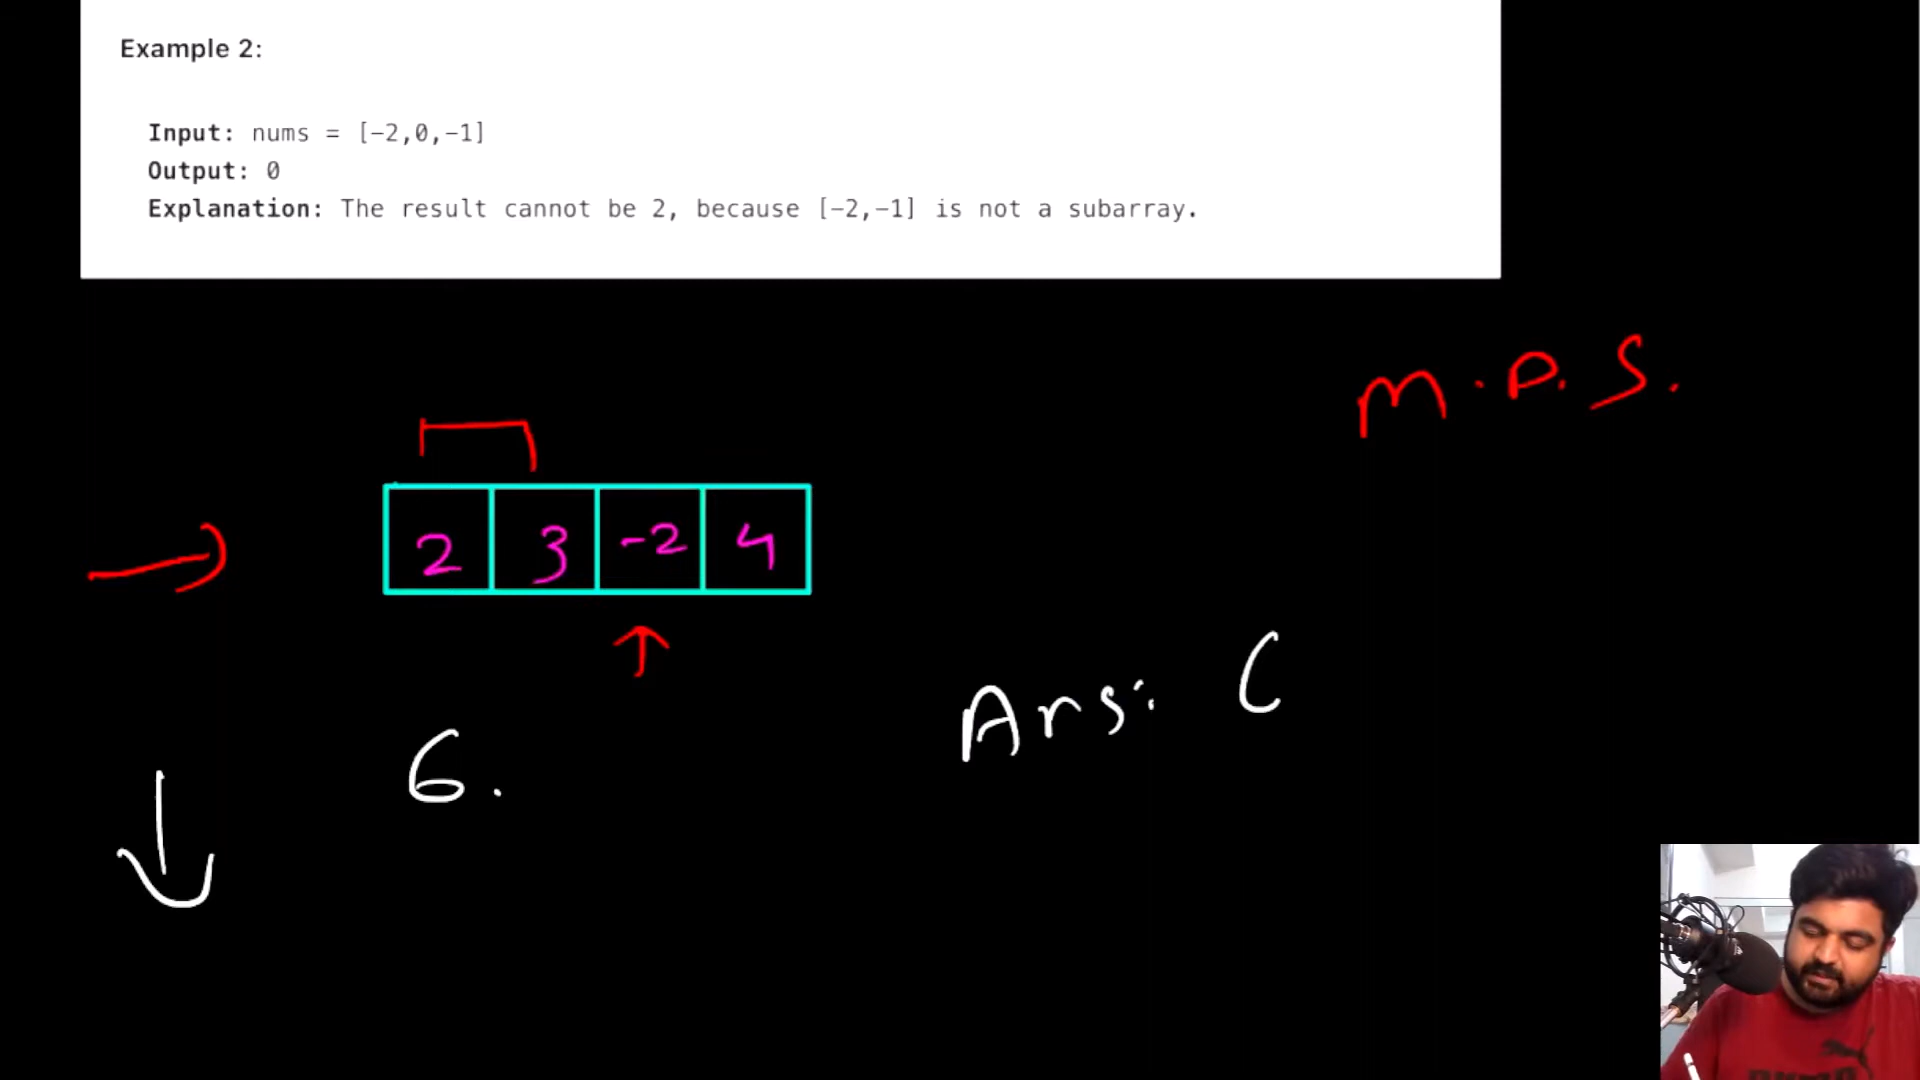 Example 2:
Input: nums = [-2,0,-1]
Output: 0
Explanation: The result cannot be 2, because [-2,-1] is not a subarray.
M.P.S.
2 3 -2 4
Ans:
6.